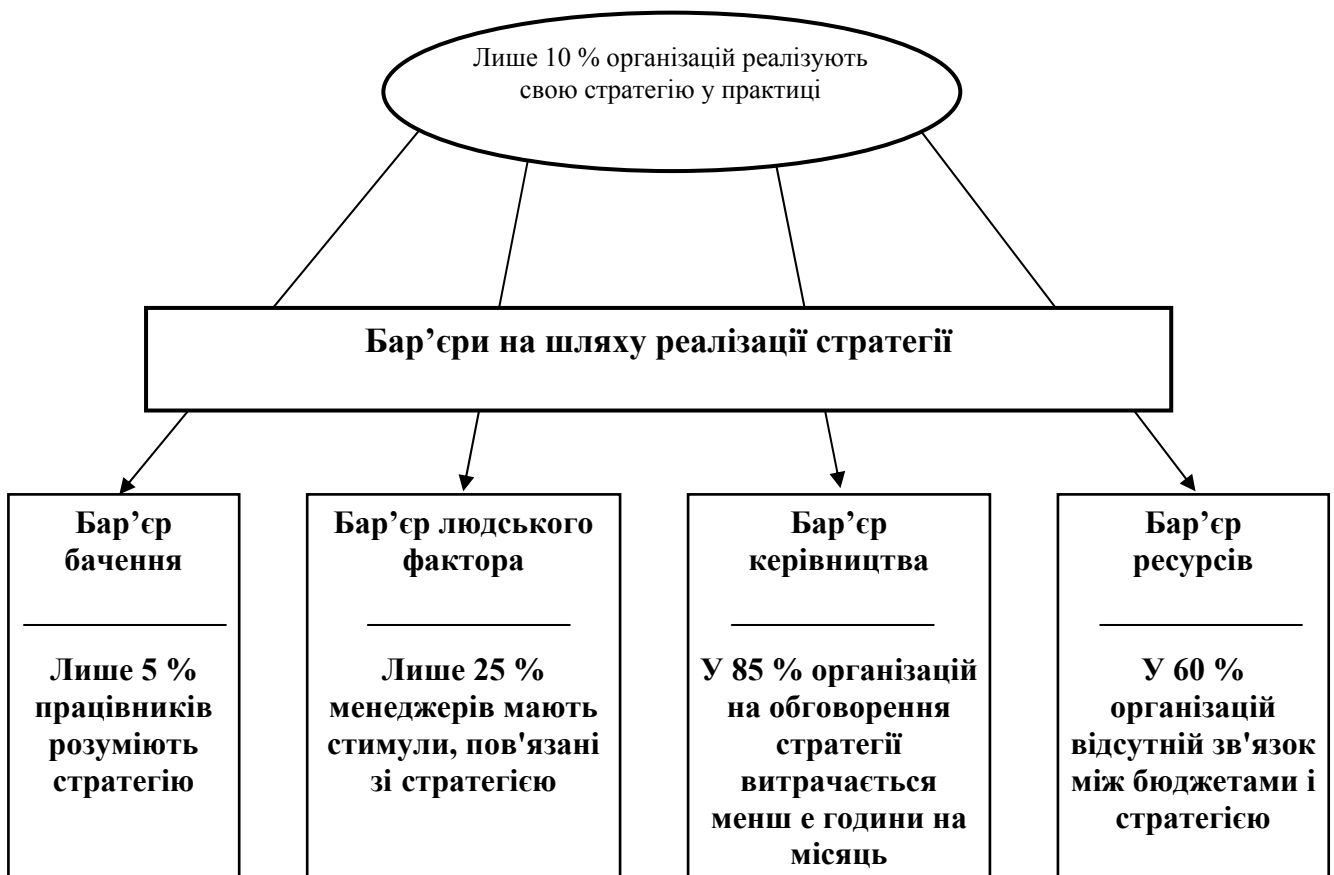 Лише 10 % організацій реалізують
свою стратегію у практиці
Бар’єри на шляху реалізації стратегії
Бар’єр
бачення
Лише 5 %
працівників
розуміють
стратегію
Бар’єр людського
фактора
Лише 25 %
менеджерів мають
стимули, пов'язані
зі стратегією
Бар’єр
керівництва
У 85 % організацій
на обговорення
стратегії
витрачається
менш е години на
місяць
Бар’єр
ресурсів
У 60 %
організацій
відсутній зв'язок
між бюджетами і
стратегією